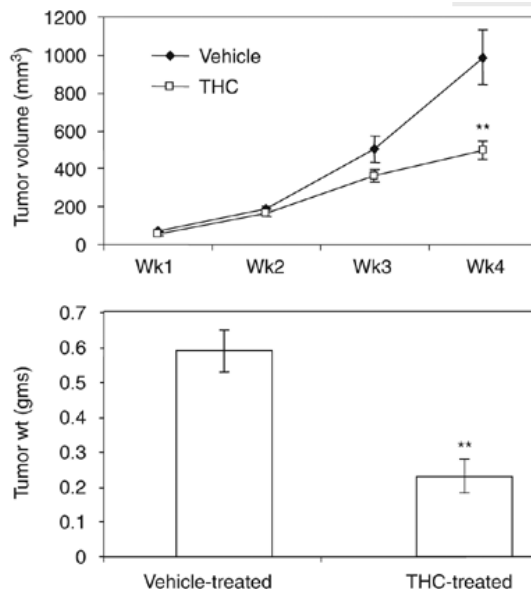 1200
1000
800
600
400
200
0
Tumor volume (mm³)
Vehicle
THC
**
Wk1 Wk2 Wk3 Wk4
0.7
0.6
0.5
0.4
0.3
0.2
0.1
0
Tumor wt (gms)
**
Vehicle-treated THC-treated